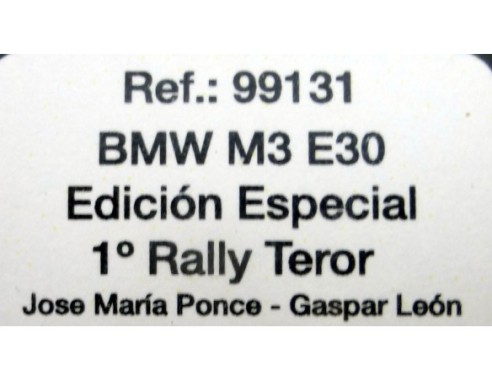 Ref.: 99131
BMW M3 E30
Edición Especial
1º Rally Teror
Jose María Ponce - Gaspar León